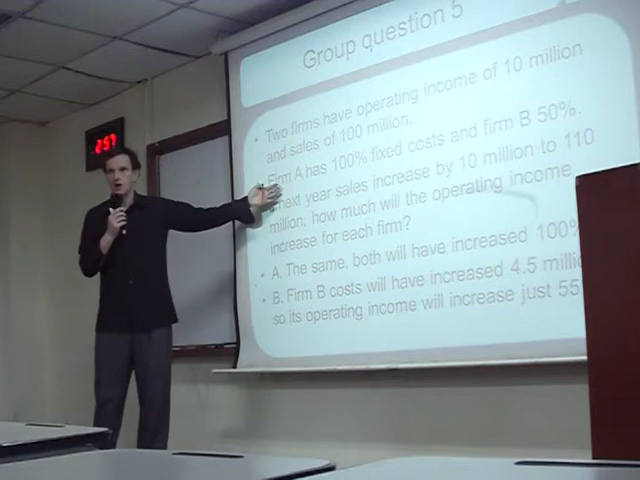 2:57
Group question 5
• Two firms have operating income of 10 million
and sales of 100 million.
Firm A has 100% fixed costs and firm B 50%.
next year sales increase by 10 million to 110
million, how much will the operating income
increase for each firm?
• A. The same, both will have increased 100%
• B. Firm B costs will have increased 4.5
so its operating income will increase just 55